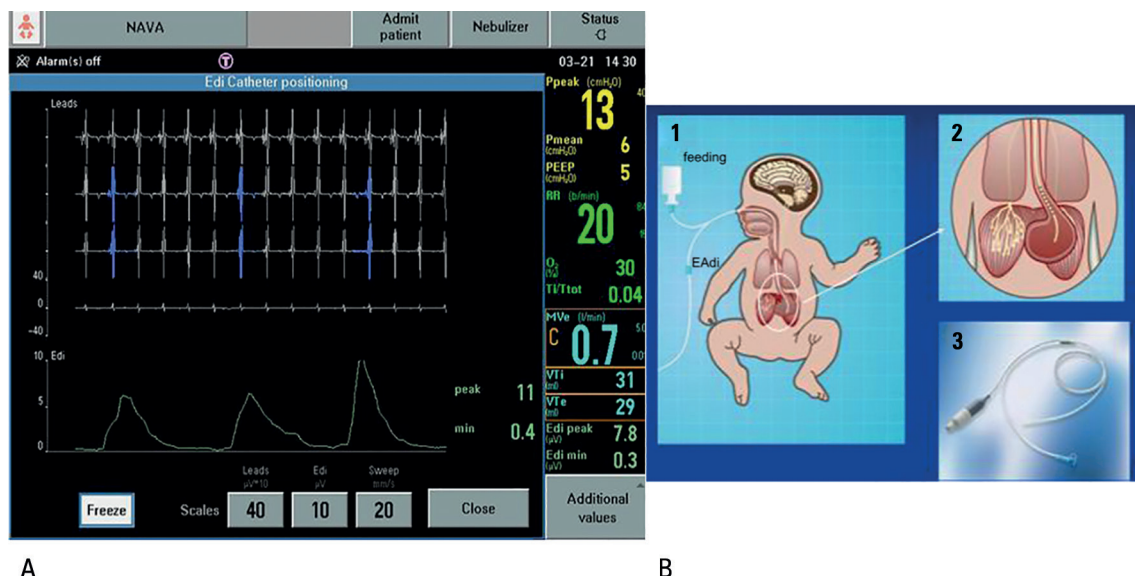 NAVA
Admit patient
Nebulizer
Status
Alarm(s) off
T
03-21 14 30
Edi Catheter positioning
Leads
40
0
-40
10
Edi
5
0
peak 11
min 0.4
Leads
µV*10
Edi
µV
Sweep
mm/s
Freeze
Scales
40
10
20
Close
Ppeak (cmH₂O)
40
13
Pmean
(cmH₂O)
6
PEEP
(cmH₂O)
5
RR (b/min)
20
O₂
(%)
30
Ti/Ttot
0.04
MVe (l/min)
C
0.7
VTi
(ml)
31
VTe
(ml)
29
Edi peak
(µV)
7.8
Edi min
(µV)
0.3
Additional values
A
1
feeding
EAdi
2
3
B